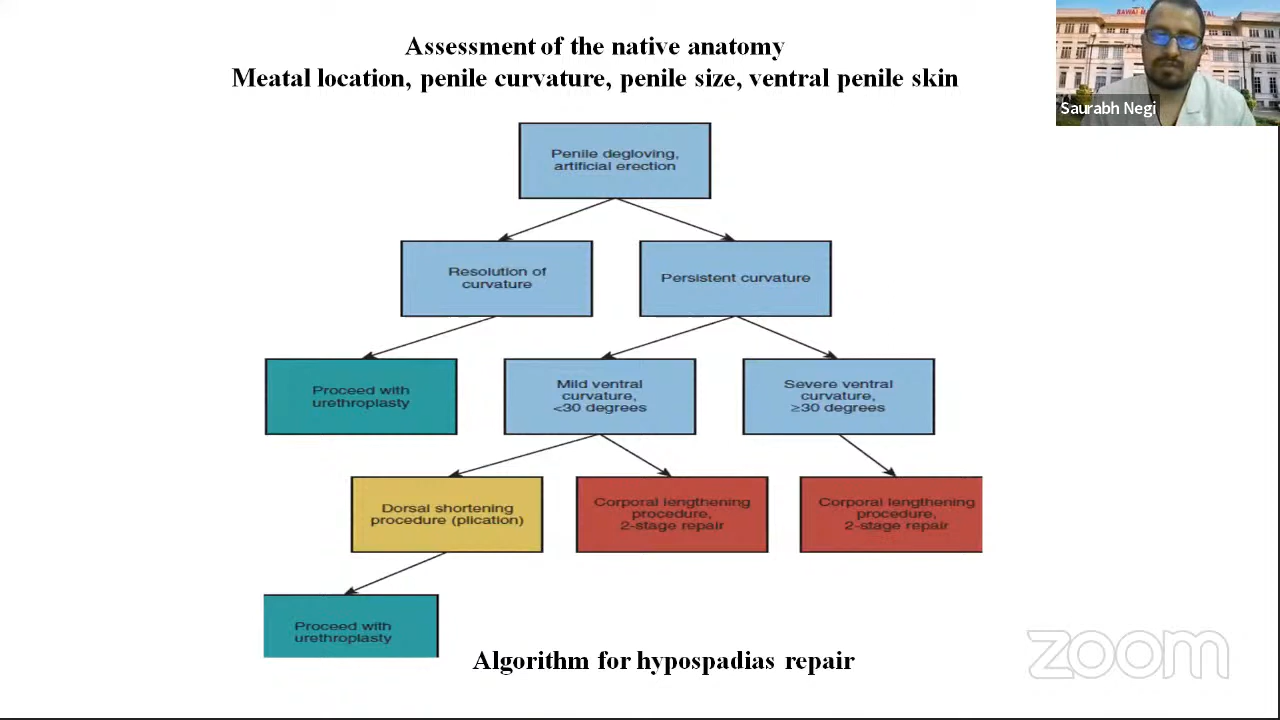 Assessment of the native anatomy
Meatal location, penile curvature, penile size, ventral penile skin
Saurabh Negi
Penile degloving,
artificial erection
Resolution of
curvature
Persistent curvature
Proceed with
urethroplasty
Mild ventral
curvature,
<30 degrees
Severe ventral
curvature,
≥30 degrees
Dorsal shortening
procedure (plication)
Corporal lengthening
procedure,
2-stage repair
Corporal lengthening
procedure,
2-stage repair
Proceed with
urethroplasty
Algorithm for hypospadias repair
zoom